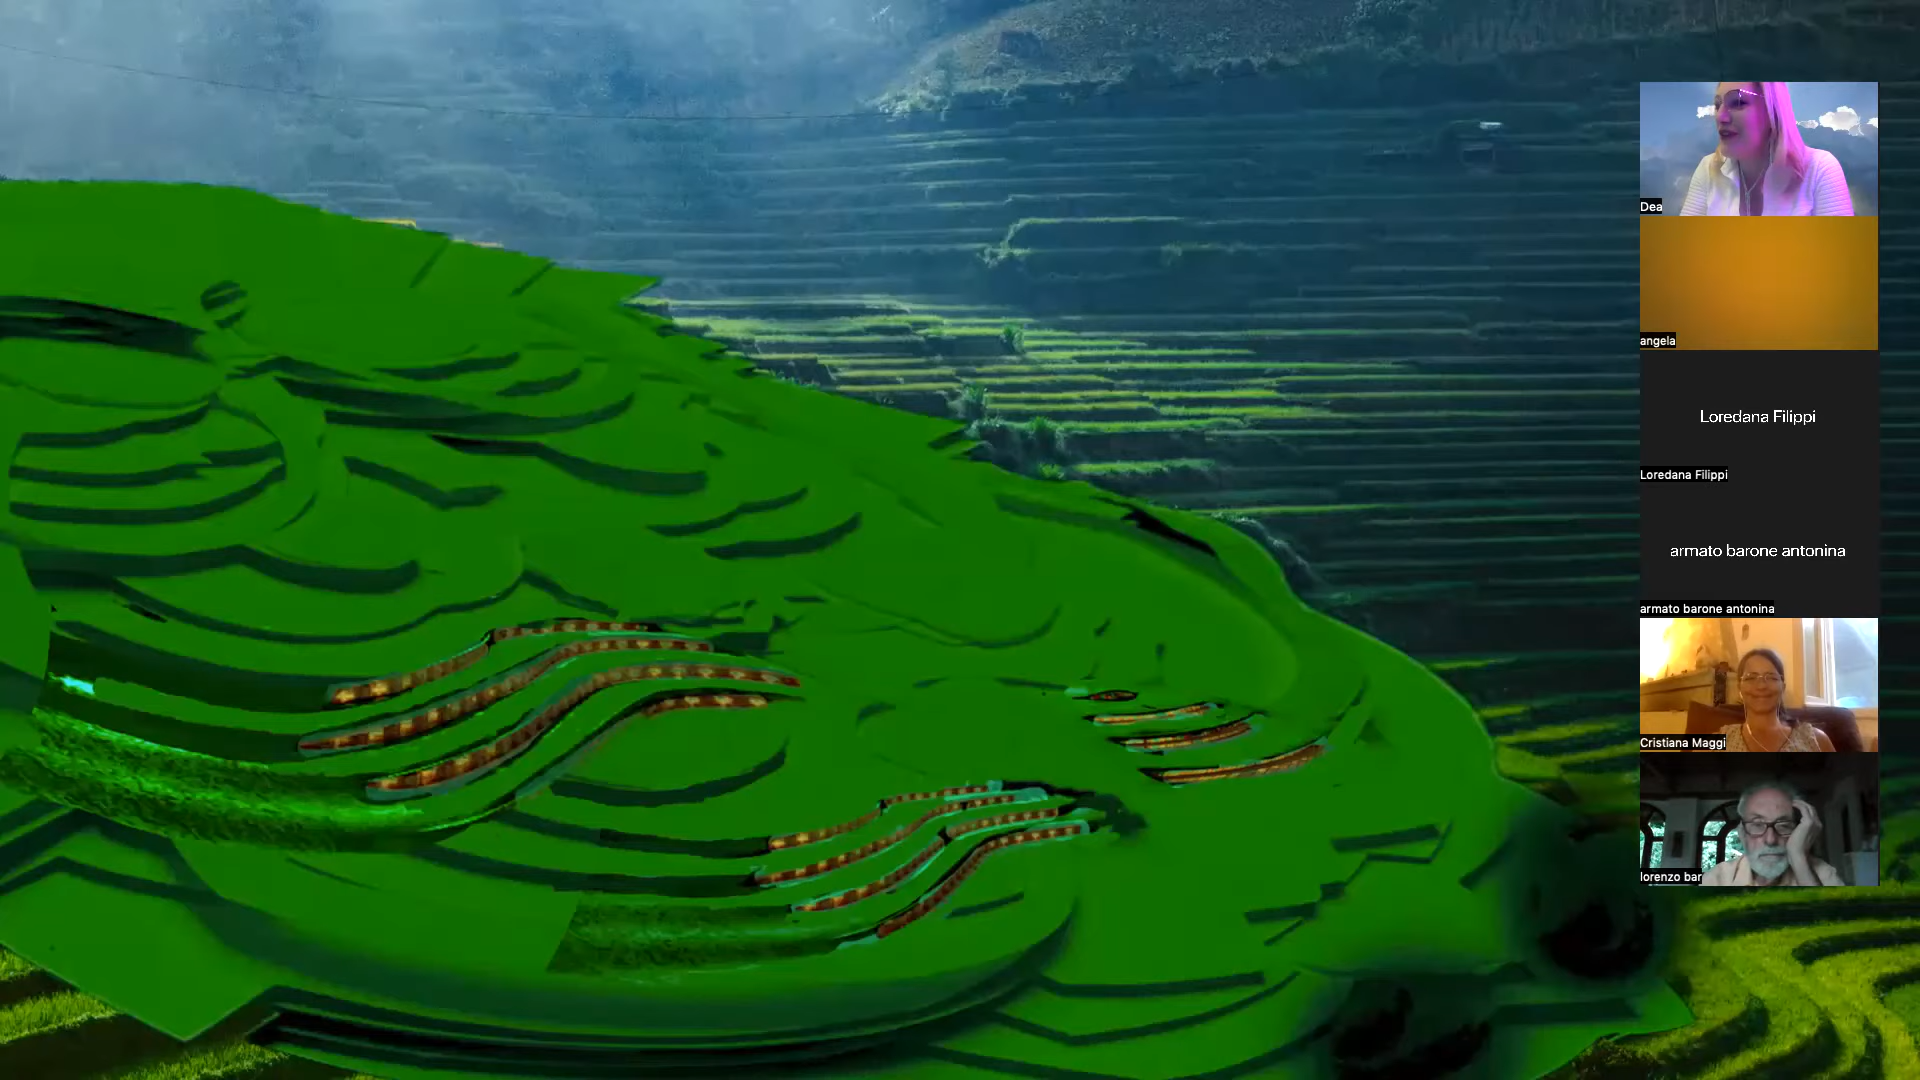 Dea
angela
Loredana Filippi
Loredana Filippi
armato barone antonina
armato barone antonina
Cristiana Maggi
lorenzo bar